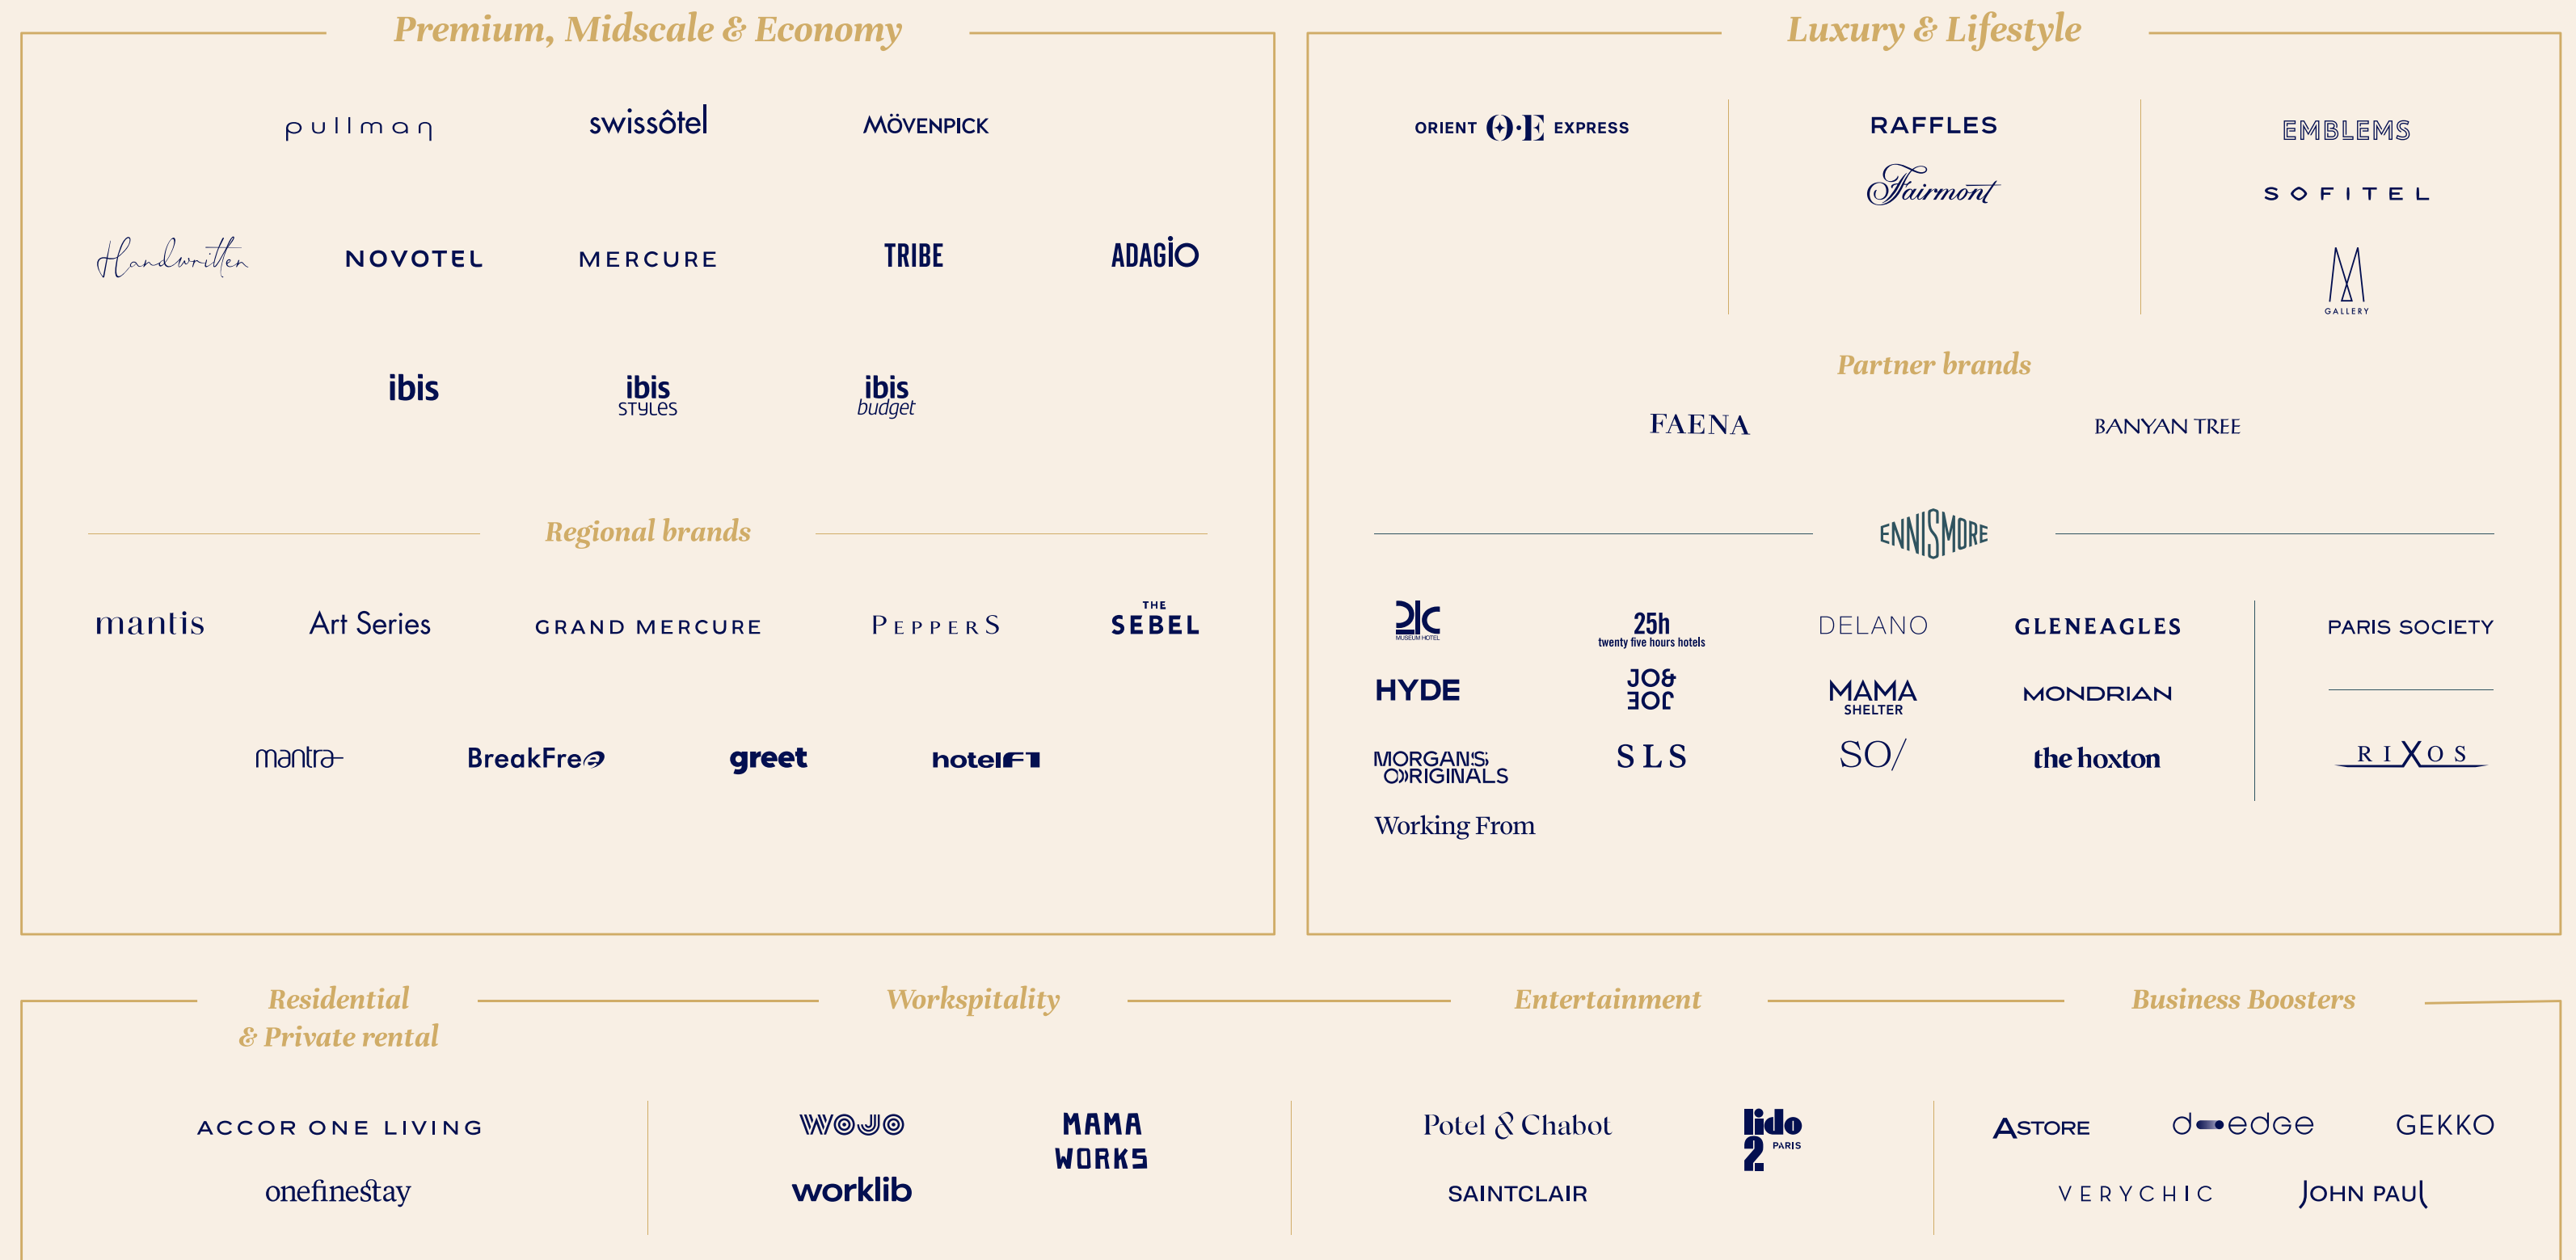 Premium, Midscale & Economy
pullman
swissôtel
MÖVENPICK
Handwritten
NOVOTEL
MERCURE
TRIBE
ADAGIO
ibis
ibis
STYLES
ibis
budget
Regional brands
mantis
Art Series
GRAND MERCURE
PEPPERS
THE
SEBEL
mantra
BreakFree
greet
hotelF1
Luxury & Lifestyle
ORIENT O·E EXPRESS
RAFFLES
Fairmont
EMBLEMS
SOFITEL
M
GALLERY
Partner brands
FAENA
BANYAN TREE
ENNISMORE
21c
MUSEUM HOTEL
25h
twenty five hours hotels
DELANO
GLENEAGLES
PARIS SOCIETY
HYDE
JO&
JOE
MAMA
SHELTER
MONDRIAN
MORGANS
ORIGINALS
SLS
SO/
the hoxton
RIXOS
Working From
Residential
& Private rental
ACCOR ONE LIVING
onefinestay
Workspitality
WOJO
MAMA
WORKS
worklib
Entertainment
Potel & Chabot
lido
2 PARIS
SAINTCLAIR
Business Boosters
ASTORE
d-edge
GEKKO
VERYCHIC
JOHN PAUL